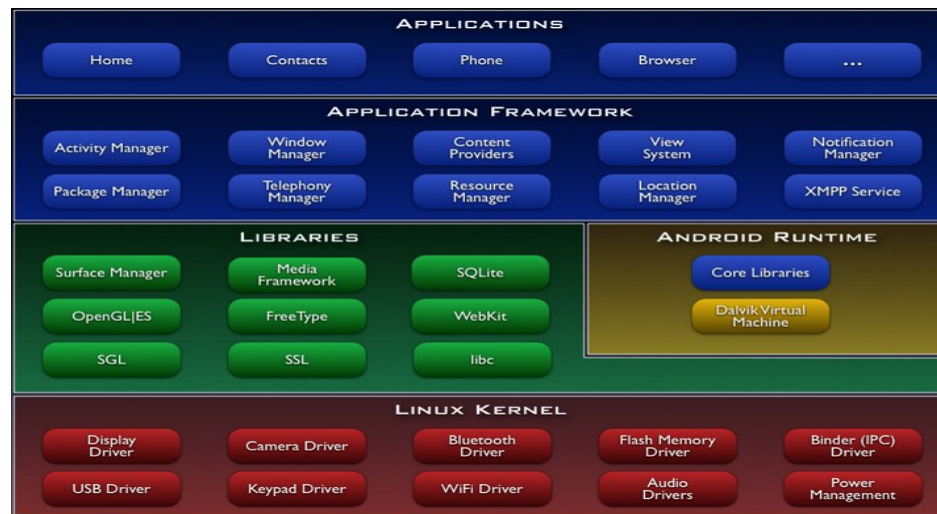 APPLICATIONS
Home
Contacts
Phone
Browser
...
APPLICATION FRAMEWORK
Activity Manager
Window
Manager
Content
Providers
View
System
Notification
Manager
Package Manager
Telephony
Manager
Resource
Manager
Location
Manager
XMPP Service
LIBRARIES
Surface Manager
Media
Framework
SQLite
OpenGL|ES
FreeType
WebKit
SGL
SSL
libc
ANDROID RUNTIME
Core Libraries
Dalvik Virtual
Machine
LINUX KERNEL
Display
Driver
Camera Driver
Bluetooth
Driver
Flash Memory
Driver
Binder (IPC)
Driver
USB Driver
Keypad Driver
WiFi Driver
Audio
Drivers
Power
Management